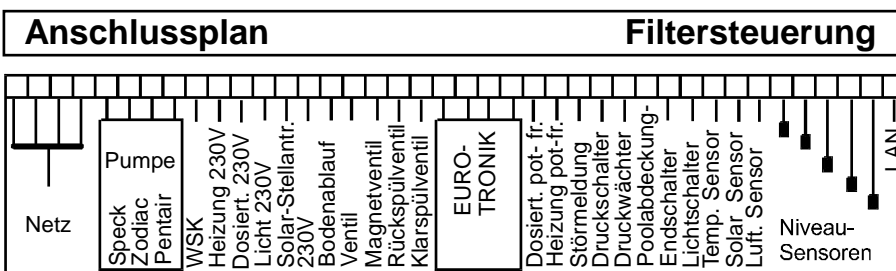 Anschlussplan
Filtersteuerung
Netz
Pumpe
Speck
Zodiac
Pentair
WSK
Heizung 230V
Dosiert. 230V
Licht 230V
Solar-Stellantr.
230V
Bodenablauf
Ventil
Magnetventil
Rückspülventil
Klarspülventil
EURO-
TRONIK
Dosiert. pot- fr.
Heizung pot-fr.
Störmeldung
Druckschalter
Druckwächter
Poolabdeckung-
Endschalter
Lichtschalter
Temp. Sensor
Solar Sensor
Luft. Sensor
Niveau-
Sensoren
LAN